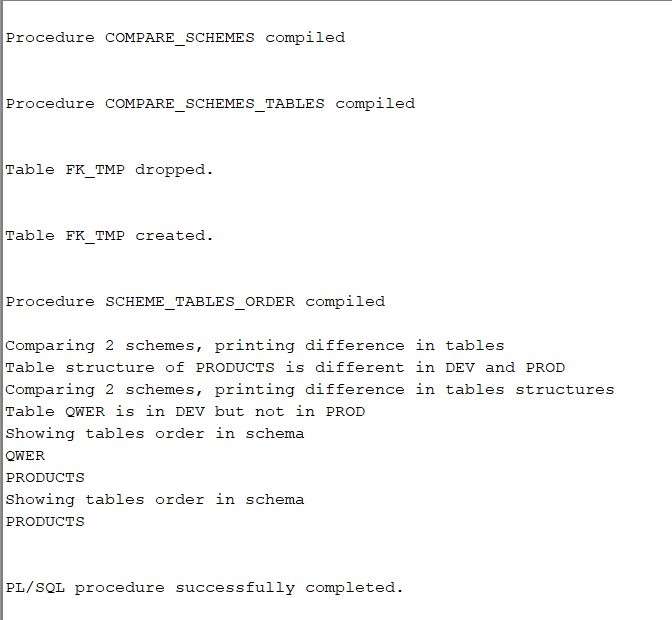 Procedure COMPARE_SCHEMES compiled
Procedure COMPARE_SCHEMES_TABLES compiled
Table FK_TMP dropped.
Table FK_TMP created.
Procedure SCHEME_TABLES_ORDER compiled
Comparing 2 schemes, printing difference in tables
Table structure of PRODUCTS is different in DEV and PROD
Comparing 2 schemes, printing difference in tables structures
Table QWER is in DEV but not in PROD
Showing tables order in schema
QWER
PRODUCTS
Showing tables order in schema
PRODUCTS
PL/SQL procedure successfully completed.